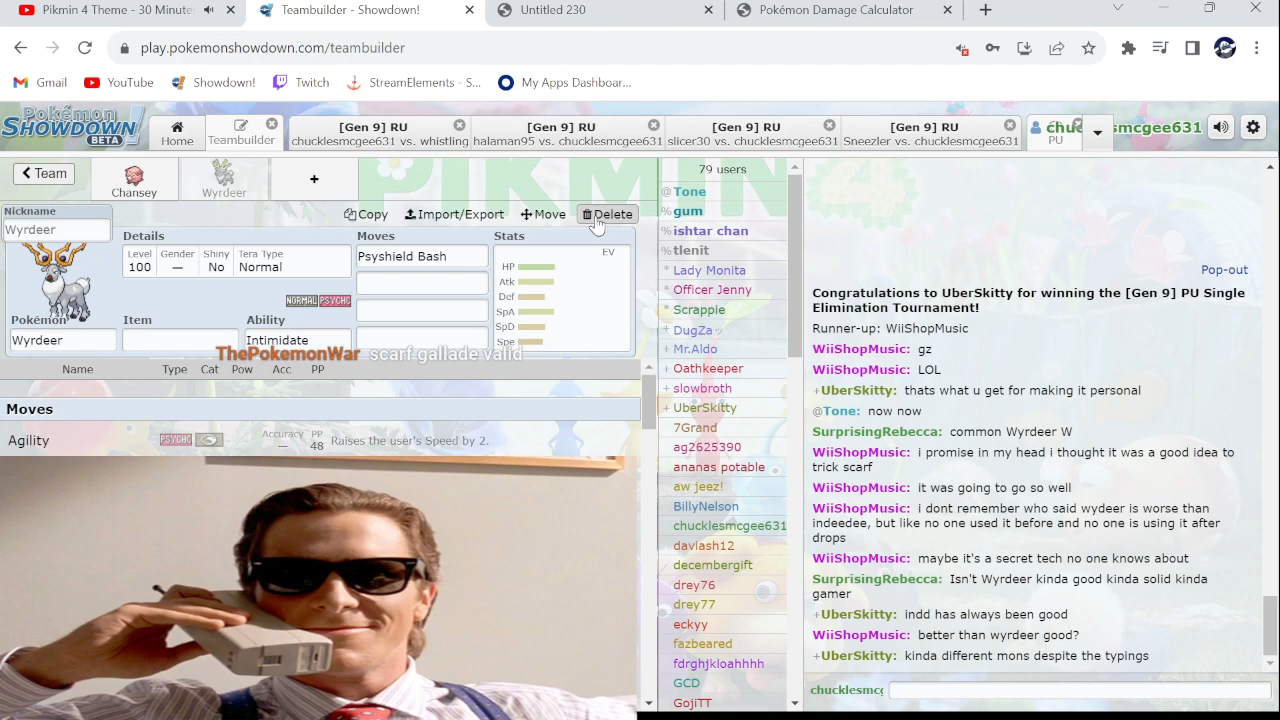 Pikmin 4 Theme - 30 Minute
Teambuilder - Showdown!
Untitled 230
Pokémon Damage Calculator
play.pokemonshowdown.com/teambuilder
Gmail
YouTube
Showdown!
Twitch
StreamElements - S...
My Apps Dashboar...
Pokémon
SHOWDOWN
BETA
Home
Teambuilder
[Gen 9] RU
chucklesmcgee631 vs. whistling
[Gen 9] RU
halaman95 vs. chucklesmcgee631
[Gen 9] RU
slicer30 vs. chucklesmcgee631
[Gen 9] RU
Sneezler vs. chucklesmcgee631
PU
Team
Chansey
Wyrdeer
+
PIKMIN
Copy
Import/Export
Move
Delete
Nickname
Wyrdeer
Details
Level
100
Gender
—
Shiny
No
Tera Type
Normal
NORMAL PSYCHC
Pokémon
Wyrdeer
Item
Ability
Intimidate
Moves
Psyshield Bash
Stats
EV
HP
Atk
Def
SpA
SpD
Spe
ThePokemonWar scarf gallade valid
Name Type Cat Pow Acc PP
Moves
Agility PSYCHC Accuracy — PP 48 Raises the user's Speed by 2.
79 users
@Tone
%gum
%ishtar chan
%tlenit
*Lady Monita
*Officer Jenny
*Scrappie
+DugZa ッ
+Mr.Aldo
+Oathkeeper
+slowbroth
+UberSkitty
7Grand
ag2625390
ananas potable
aw jeez!
BillyNelson
chucklesmcgee631
davlash12
decembergift
drey76
drey77
eckyy
fazbeared
fdrghjkloahhhh
GCD
GojiTT
Pop-out
Congratulations to UberSkitty for winning the [Gen 9] PU Single
Elimination Tournament!
Runner-up: WiiShopMusic
WiiShopMusic: gz
WiiShopMusic: LOL
+UberSkitty: thats what u get for making it personal
@Tone: now now
SurprisingRebecca: common Wyrdeer W
WiiShopMusic: i promise in my head i thought it was a good idea to
trick scarf
WiiShopMusic: it was going to go so well
WiiShopMusic: i dont remember who said wydeer is worse than
indeedee, but like no one used it before and no one is using it after
drops
WiiShopMusic: maybe it's a secret tech no one knows about
SurprisingRebecca: Isn't Wyrdeer kinda good kinda solid kinda
gamer
+UberSkitty: indd has always been good
WiiShopMusic: better than wyrdeer good?
+UberSkitty: kinda different mons despite the typings
chucklesmcg